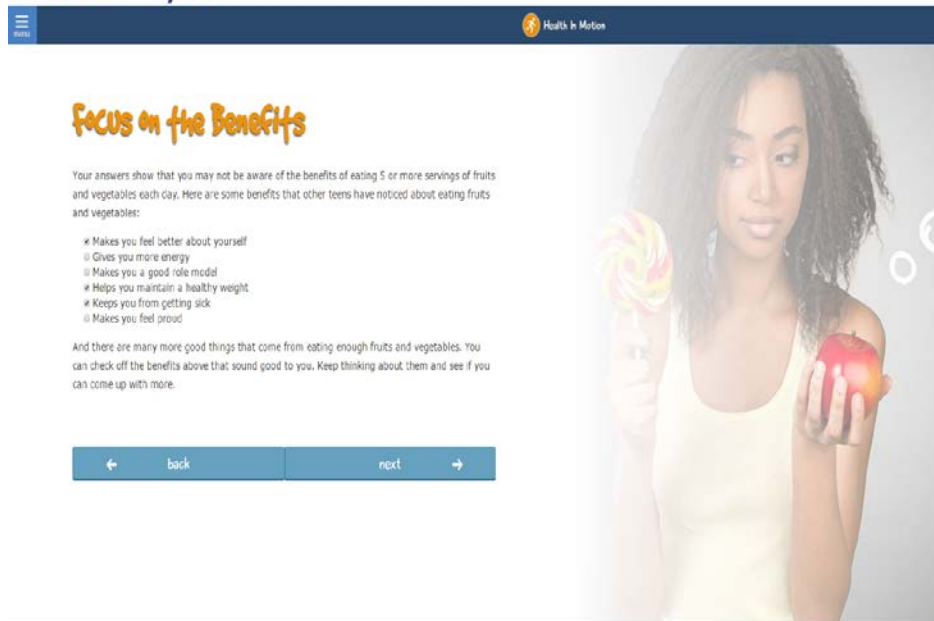 menu
Health in Motion
Focus on the Benefits
Your answers show that you may not be aware of the benefits of eating 5 or more servings of fruits
and vegetables each day. Here are some benefits that other teens have noticed about eating fruits
and vegetables:
Makes you feel better about yourself
Gives you more energy
Makes you a good role model
Helps you maintain a healthy weight
Keeps you from getting sick
Makes you feel proud
And there are many more good things that come from eating enough fruits and vegetables. You
can check off the benefits above that sound good to you. Keep thinking about them and see if you
can come up with more.
back
next